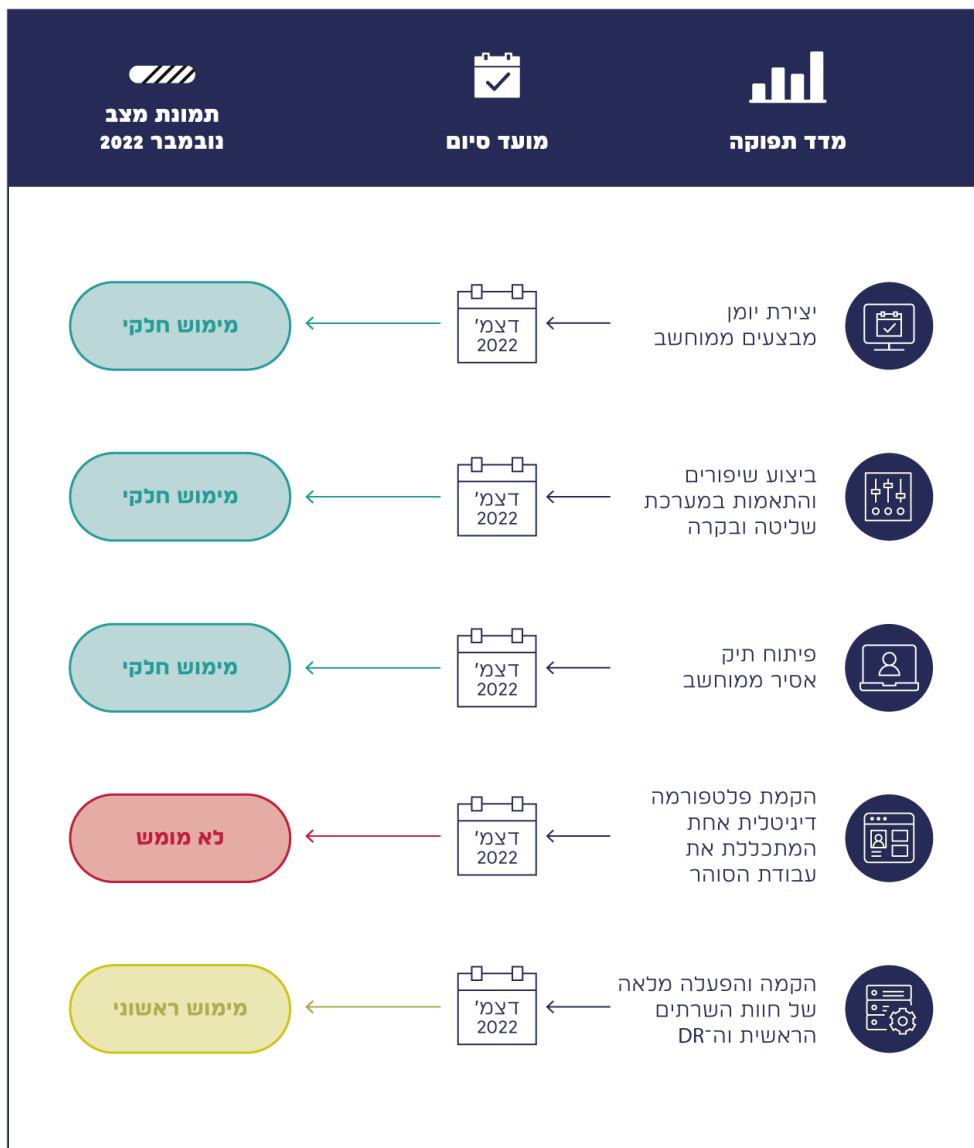 מדד תפוקה
מועד סיום
תמונת מצב
נובמבר 2022
יצירת יומן
מבצעים ממוחשב
דצמ'
2022
מימוש חלקי
ביצוע שיפורים
והתאמות במערכת
שליטה ובקרה
דצמ'
2022
מימוש חלקי
פיתוח תיק
אסיר ממוחשב
דצמ'
2022
מימוש חלקי
הקמת פלטפורמה
דיגיטלית אחת
המתכללת את
עבודת הסוהר
דצמ'
2022
לא מומש
הקמה והפעלה מלאה
של חוות השרתים
הראשית וה־DR
דצמ'
2022
מימוש ראשוני